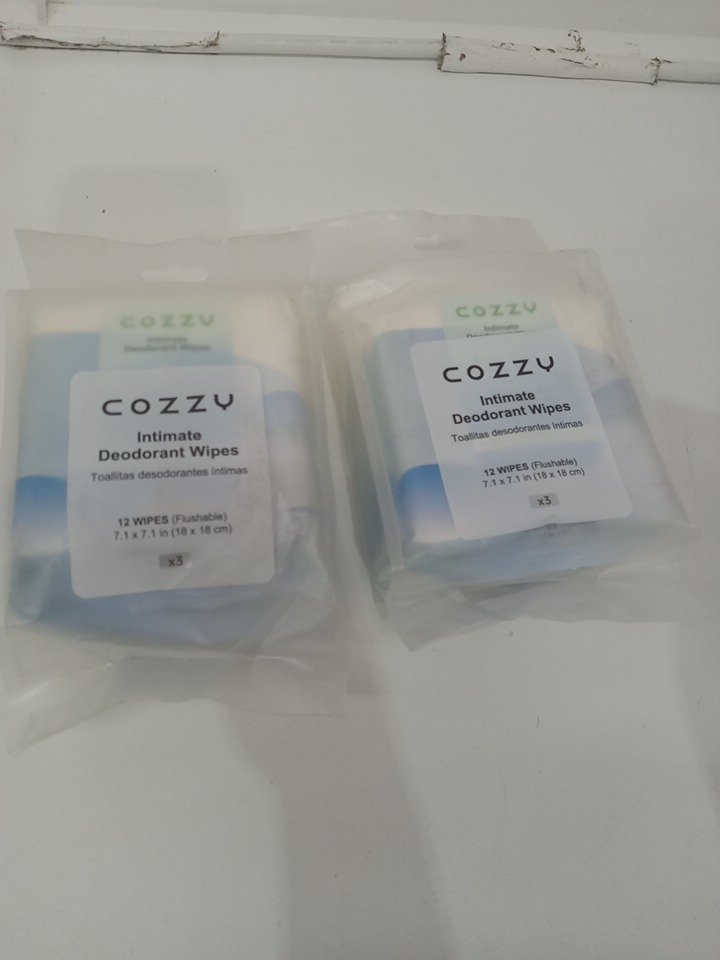 COZZY
Intimate
Deodorant Wipes
COZZY
Intimate
Deodorant Wipes
Toallitas desodorantes íntimas
12 WIPES (Flushable)
7.1 x 7.1 in (18 x 18 cm)
x3
COZZY
Intimate
COZZY
Intimate
Deodorant Wipes
Toallitas desodorantes íntimas
12 WIPES (Flushable)
7.1 x 7.1 in (18 x 18 cm)
x3